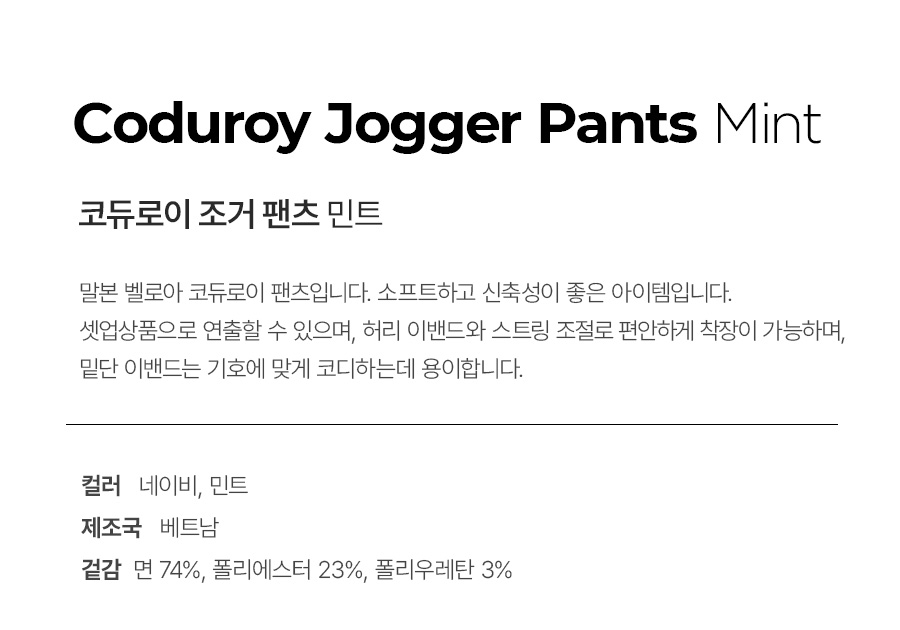 Coduroy Jogger Pants Mint
코듀로이 조거 팬츠 민트
말본 벨로아 코듀로이 팬츠입니다. 소프트하고 신축성이 좋은 아이템입니다.
셋업상품으로 연출할 수 있으며, 허리 이밴드와 스트링 조절로 편안하게 착장이 가능하며,
밑단 이밴드는 기호에 맞게 코디하는데 용이합니다.
컬러 네이비, 민트
제조국 베트남
겉감 면 74%, 폴리에스터 23%, 폴리우레탄 3%